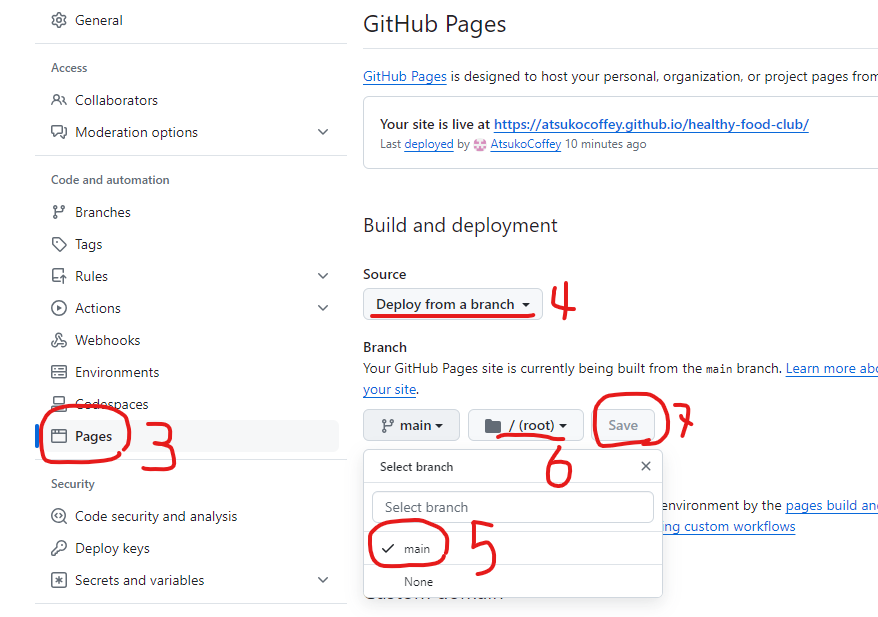 General
Access
Collaborators
Moderation options
Code and automation
Branches
Tags
Rules
Actions
Webhooks
Environments
Codespaces
Pages
3
Security
Code security and analysis
Deploy keys
Secrets and variables
GitHub Pages
GitHub Pages is designed to host your personal, organization, or project pages from
Your site is live at https://atsukocoffey.github.io/healthy-food-club/
Last deployed by AtsukoCoffey 10 minutes ago
Build and deployment
Source
Deploy from a branch 4
Branch
Your GitHub Pages site is currently being built from the main branch. Learn more abo
your site.
main / (root) Save 7
6
Select branch
Select branch
main 5
None
environment by the pages build an
ing custom workflows
Custom domain